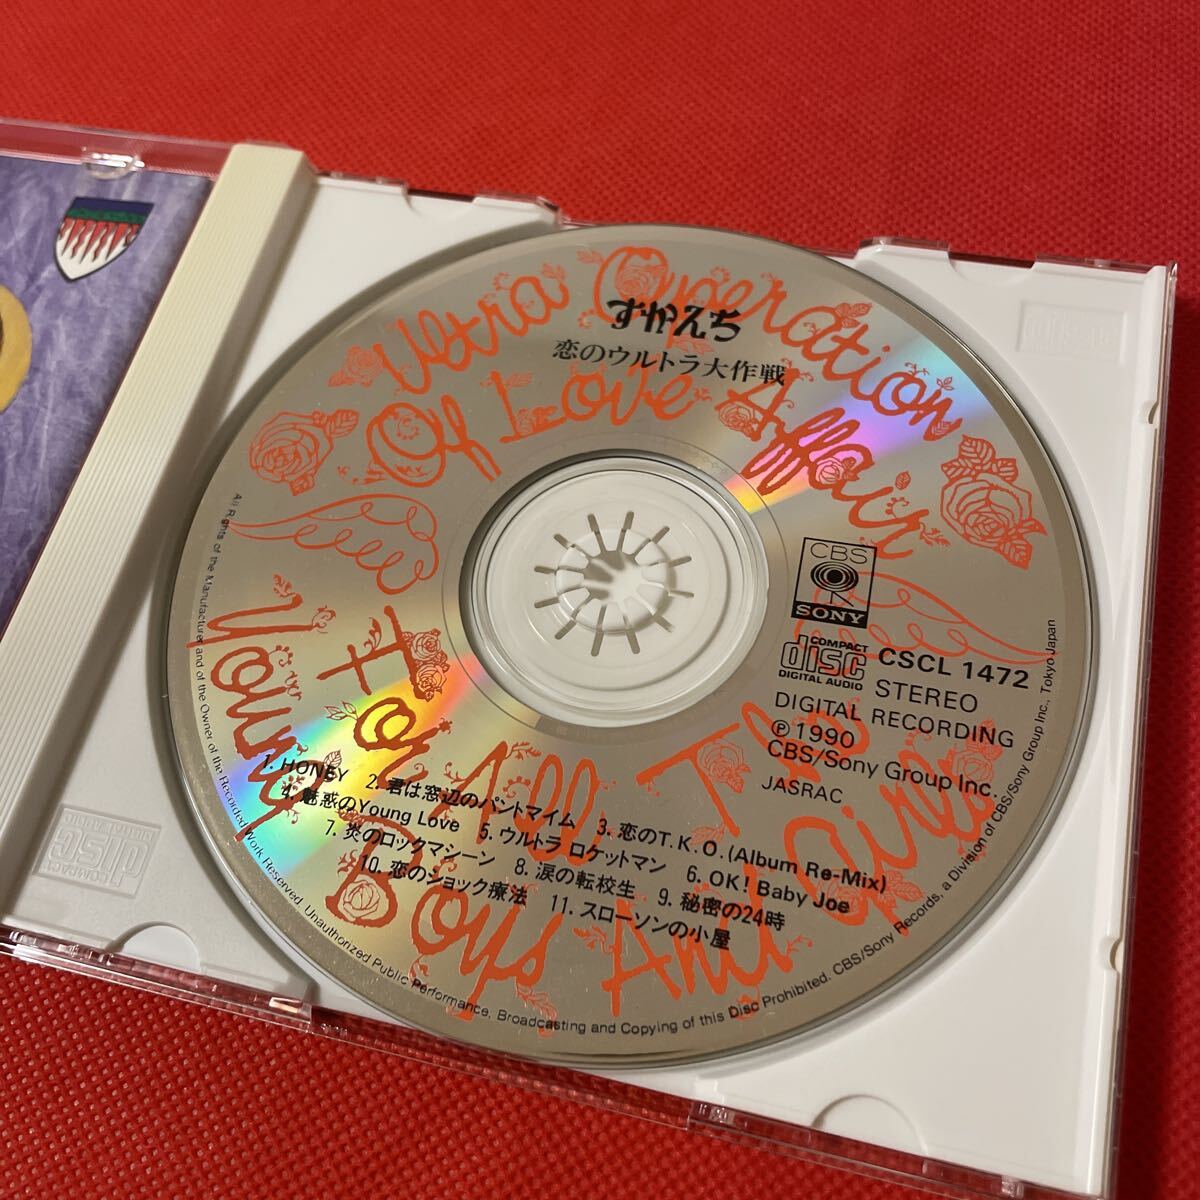 すかんち
恋のウルトラ大作戦
Ultra Operation
Of Love Affair
For All The
Young Boys And Girls
CBS
SONY
COMPACT
disc
DIGITAL AUDIO
CSCL 1472
STEREO
DIGITAL RECORDING
℗1990
CBS/Sony Group Inc.
JASRAC
1. HONEY 2. 君は窓辺のパントマイム 3. 恋のT.K.O.(Album Re-Mix)
4. 魅惑のYoung Love 5. ウルトラ ロケットマン 6. OK! Baby Joe
7. 炎のロックマシーン 8. 涙の転校生 9. 秘密の24時
10. 恋のショック療法 11. スローソンの小屋
All Rights of the Manufacturer and of the Owner of the Recorded Work Reserved. Unauthorized Public Performance, Broadcasting and Copying of this Disc Prohibited. CBS/Sony Records, a Division of CBS/Sony Group Inc., Tokyo Japan
COMPACT
disc
DIGITAL AUDIO